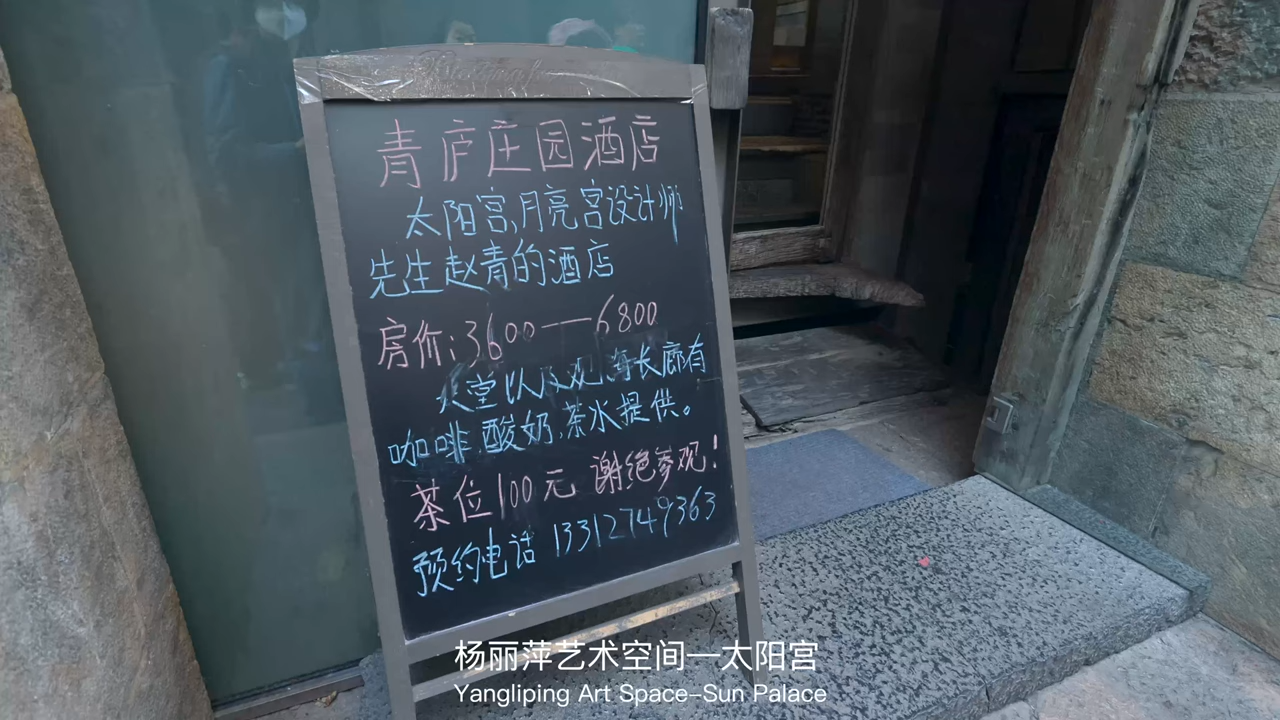 青庐庄园酒店
太阳宫、月亮宫设计师
先生赵青的酒店
房价:3600—6800
大堂以及观海长廊有
咖啡、酸奶、茶水提供。
茶位100元 谢绝参观!
预约电话 13312749363
杨丽萍艺术空间—太阳宫
Yangliping Art Space-Sun Palace